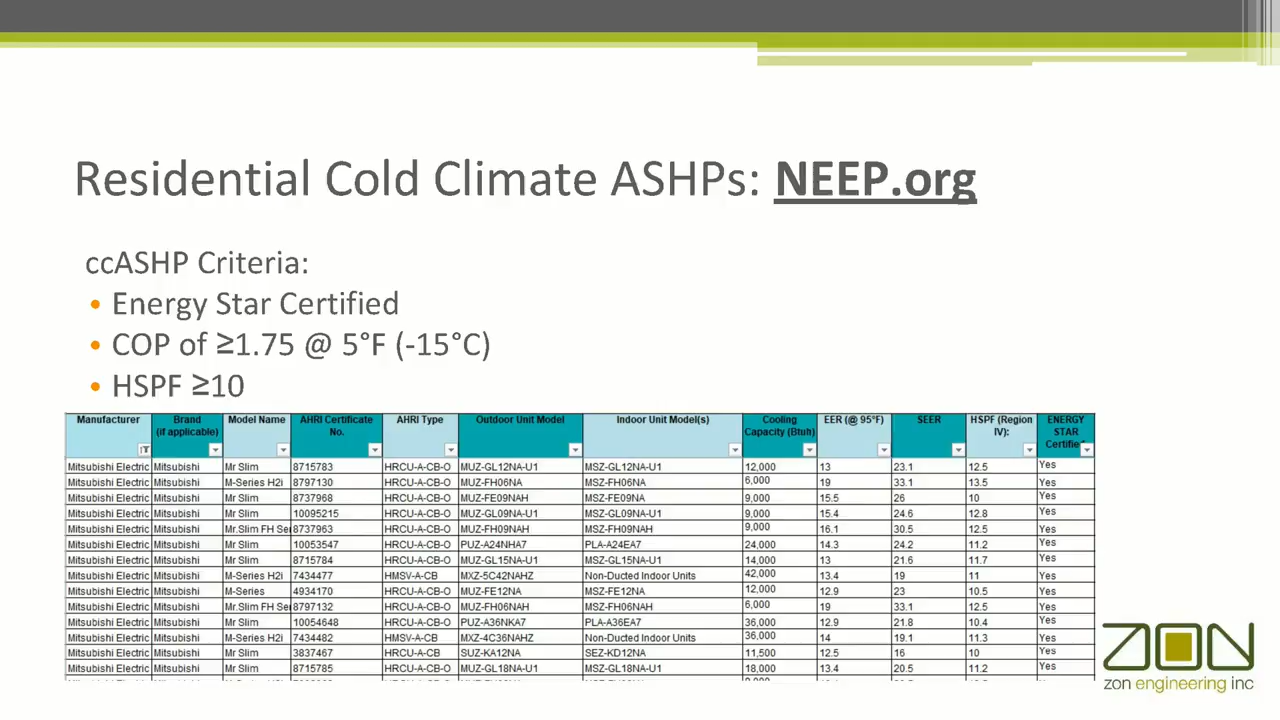 Residential Cold Climate ASHPs: NEEP.org
ccASHP Criteria:
• Energy Star Certified
• COP of ≥1.75 @ 5°F (-15°C)
• HSPF ≥10
Manufacturer Brand (if applicable) Model Name AHRI Certificate No. AHRI Type Outdoor Unit Model Indoor Unit Model(s) Cooling Capacity (Btuh) EER (@ 95°F) SEER HSPF (Region IV): ENERGY STAR Certified
Mitsubishi Electric Mitsubishi Mr Slim 8715783 HRCU-A-CB-O MUZ-GL12NA-U1 MSZ-GL12NA-U1 12,000 13 23.1 12.5 Yes
Mitsubishi Electric Mitsubishi M-Series H2i 8797130 HRCU-A-CB-O MUZ-FH06NA MSZ-FH06NA 6,000 19 33.1 13.5 Yes
Mitsubishi Electric Mitsubishi Mr Slim 8737968 HRCU-A-CB-O MUZ-FE09NAH MSZ-FE09NA 9,000 15.5 26 10 Yes
Mitsubishi Electric Mitsubishi Mr Slim 10095215 HRCU-A-CB-O MUZ-GL09NA-U1 MSZ-GL09NA-U1 9,000 15.4 24.6 12.8 Yes
Mitsubishi Electric Mitsubishi Mr.Slim FH Ser 8737963 HRCU-A-CB-O MUZ-FH09NAH MSZ-FH09NAH 9,000 16.1 30.5 12.5 Yes
Mitsubishi Electric Mitsubishi Mr Slim 10053547 HRCU-A-CB-O PUZ-A24NHA7 PLA-A24EA7 24,000 14.3 24.2 11.2 Yes
Mitsubishi Electric Mitsubishi Mr Slim 8715784 HRCU-A-CB-O MUZ-GL15NA-U1 MSZ-GL15NA-U1 14,000 13 21.6 11.7 Yes
Mitsubishi Electric Mitsubishi M-Series H2i 7434477 HMSV-A-CB MXZ-5C42NAHZ Non-Ducted Indoor Units 42,000 13.4 19 11 Yes
Mitsubishi Electric Mitsubishi M-Series 4934170 HRCU-A-CB-O MUZ-FE12NA MSZ-FE12NA 12,000 12.9 23 10.5 Yes
Mitsubishi Electric Mitsubishi Mr.Slim FH Ser 8797132 HRCU-A-CB-O MUZ-FH06NAH MSZ-FH06NAH 6,000 19 33.1 12.5 Yes
Mitsubishi Electric Mitsubishi Mr Slim 10054648 HRCU-A-CB-O PUZ-A36NKA7 PLA-A36EA7 36,000 12.9 21.8 10.4 Yes
Mitsubishi Electric Mitsubishi M-Series H2i 7434482 HMSV-A-CB MXZ-4C36NAHZ Non-Ducted Indoor Units 36,000 14 19.1 11.3 Yes
Mitsubishi Electric Mitsubishi Mr Slim 3837467 HRCU-A-CB SUZ-KA12NA SEZ-KD12NA 11,500 12.5 16 10 Yes
Mitsubishi Electric Mitsubishi Mr Slim 8715785 HRCU-A-CB-O MUZ-GL18NA-U1 MSZ-GL18NA-U1 18,000 13.4 20.5 11.2 Yes
ZON
zon engineering inc